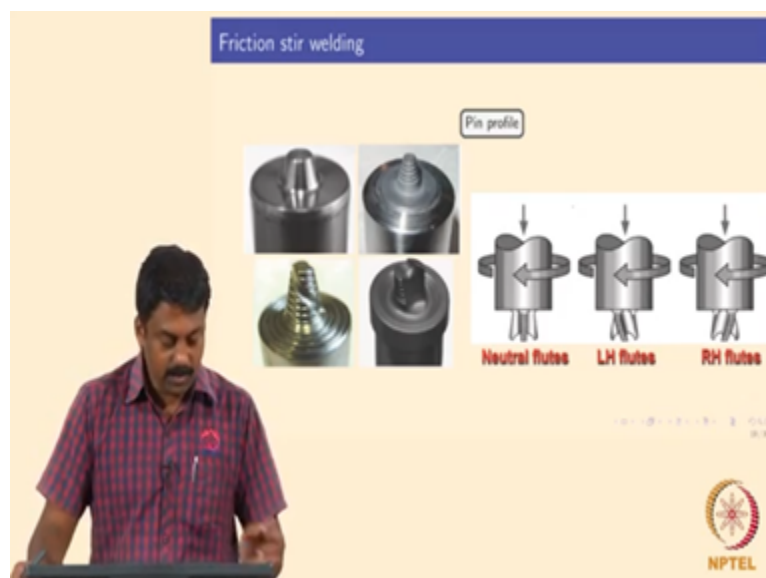 Friction stir welding
Pin profile
Neutral flutes LH flutes RH flutes
NPTEL